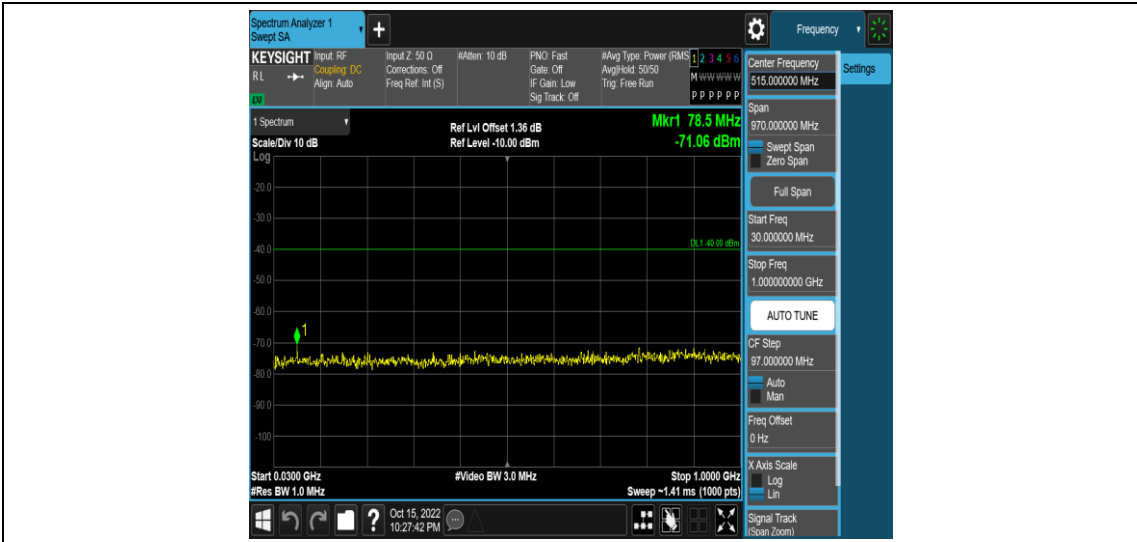 Spectrum Analyzer 1
Swept SA
+
Frequency
KEYSIGHT
Input: RF
Coupling: DC
Align: Auto
Input Z: 50 Ω
Corrections: Off
Freq Ref: Int (S)
#Atten: 10 dB
PNO: Fast
Gate: Off
IF Gain: Low
Sig Track: Off
#Avg Type: Power (RMS
Avg|Hold: 50/50
Trig: Free Run
1 2 3 4 5 6
M W W W W W
P P P P P P
R L
LXI
Center Frequency
515.000000 MHz
Settings
Span
970.000000 MHz
Swept Span
Zero Span
Full Span
Start Freq
30.000000 MHz
Stop Freq
1.000000000 GHz
AUTO TUNE
CF Step
97.000000 MHz
Auto
Man
Freq Offset
0 Hz
X Axis Scale
Log
Lin
Signal Track
(Span Zoom)
1 Spectrum
Scale/Div 10 dB
Log
Ref Lvl Offset 1.36 dB
Ref Level -10.00 dBm
Mkr1 78.5 MHz
-71.06 dBm
-20.0
-30.0
-40.0
DL1 -40.00 dBm
-50.0
-60.0
1
-70.0
-80.0
-90.0
-100
Start 0.0300 GHz
#Video BW 3.0 MHz
Stop 1.0000 GHz
#Res BW 1.0 MHz
Sweep ~1.41 ms (1000 pts)
?
Oct 15, 2022
10:27:42 PM